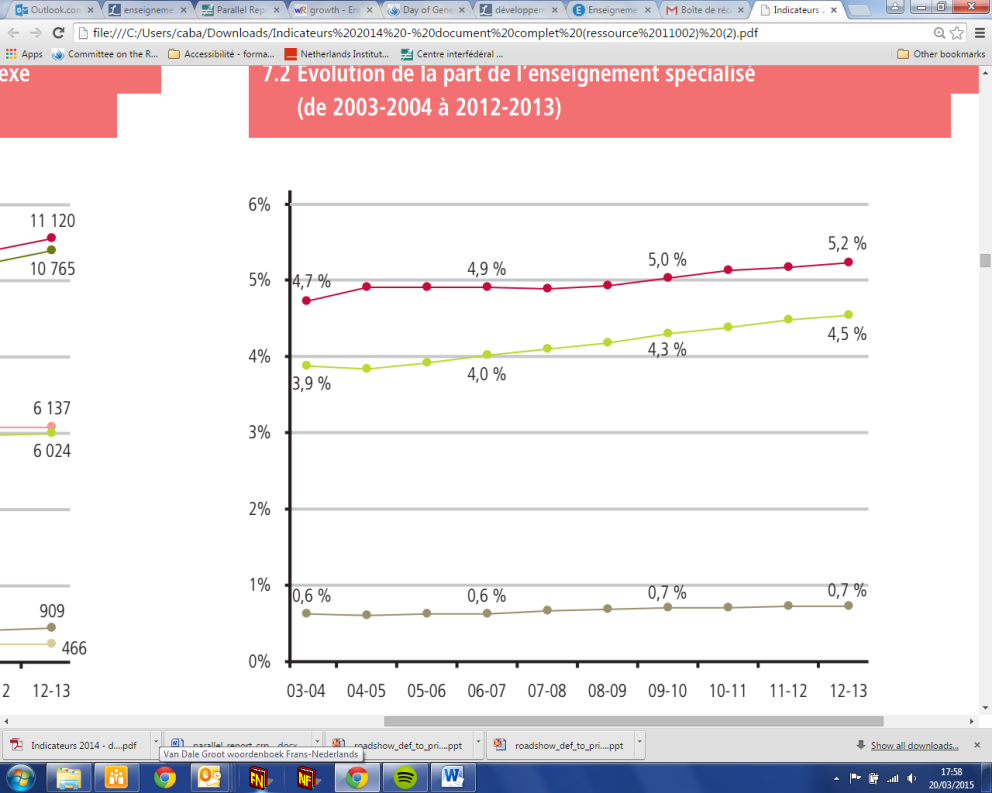 Outlook.con
enseigneme
Parallel Rep
growth - En
Day of Gene
développem
Enseigneme
Boîte de réc
Indicateurs 2
file:///C:/Users/caba/Downloads/Indicateurs%202014%20-%20document%20complet%20(ressource%2011002)%20(2).pdf
Apps
Committee on the R...
Accessibilité - forma...
Netherlands Institut...
Centre interfédéral ...
Other bookmarks
exe
7.2 Evolution de la part de l'enseignement spécialisé
(de 2003-2004 à 2012-2013)
11 120
10 765
6 137
6 024
909
466
2 12-13
6%
5%
4%
3%
2%
1%
0%
4,7 %
4,9 %
5,0 %
5,2 %
3,9 %
4,0 %
4,3 %
4,5 %
0,6 %
0,6 %
0,7 %
0,7 %
03-04 04-05 05-06 06-07 07-08 08-09 09-10 10-11 11-12 12-13
Indicateurs 2014 - d....pdf
parallel_report_crp...docx
roadshow_def_to_pri....ppt
roadshow_def_to_pri....ppt
Show all downloads...
Van Dale Groot woordenboek Frans-Nederlands
FN
NF
17:58
20/03/2015